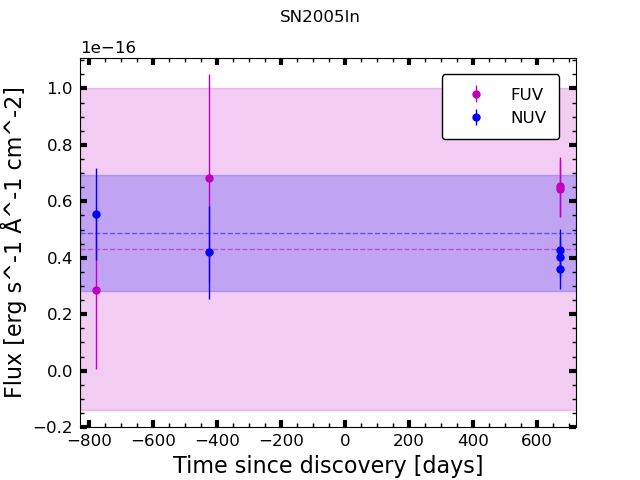 SN2005ln
1e−16
Flux [erg s^-1 Å^-1 cm^-2]
1.0
0.8
0.6
0.4
0.2
0.0
−0.2
FUV
NUV
−800 −600 −400 −200 0 200 400 600
Time since discovery [days]